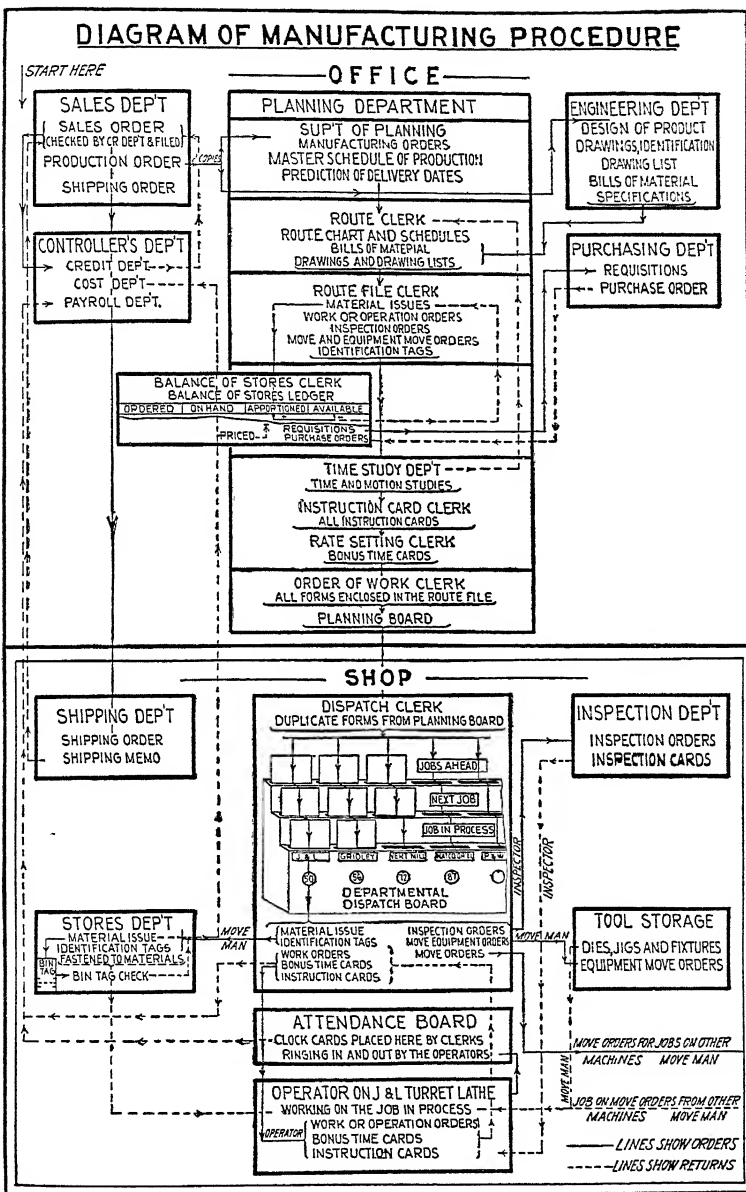 DIAGRAM OF MANUFACTURING PROCEDURE
START HERE
OFFICE
SALES DEP'T
SALES ORDER
(CHECKED BY CR DEPT & FILED)
PRODUCTION ORDER
SHIPPING ORDER
2 COPIES
PLANNING DEPARTMENT
SUP'T OF PLANNING
MANUFACTURING ORDERS
MASTER SCHEDULE OF PRODUCTION
PREDICTION OF DELIVERY DATES
ENGINEERING DEP'T
DESIGN OF PRODUCT
DRAWINGS, IDENTIFICATION
DRAWING LIST
BILLS OF MATERIAL
SPECIFICATIONS
CONTROLLER'S DEP'T
CREDIT DEP'T
COST DEP'T
PAYROLL DEPT.
ROUTE CLERK
ROUTE CHART AND SCHEDULES
BILLS OF MATERIAL
DRAWINGS AND DRAWING LISTS
PURCHASING DEP'T
REQUISITIONS
PURCHASE ORDER
ROUTE FILE CLERK
MATERIAL ISSUES
WORK OR OPERATION ORDERS
INSPECTION ORDERS
MOVE AND EQUIPMENT MOVE ORDERS
IDENTIFICATION TAGS
BALANCE OF STORES CLERK
BALANCE OF STORES LEDGER
ORDERED | ON HAND | APPORTIONED | AVAILABLE
PRICED
REQUISITIONS
PURCHASE ORDERS
TIME STUDY DEP'T
TIME AND MOTION STUDIES
INSTRUCTION CARD CLERK
ALL INSTRUCTION CARDS
RATE SETTING CLERK
BONUS TIME CARDS
ORDER OF WORK CLERK
ALL FORMS ENCLOSED IN THE ROUTE FILE
PLANNING BOARD
SHOP
SHIPPING DEP'T
SHIPPING ORDER
SHIPPING MEMO
DISPATCH CLERK
DUPLICATE FORMS FROM PLANNING BOARD
JOBS AHEAD
NEXT JOB
JOB IN PROCESS
J & L
GRIDLEY
P & W
50
54
72
87
DEPARTMENTAL
DISPATCH BOARD
INSPECTOR
INSPECTION DEP'T
INSPECTION ORDERS
INSPECTION CARDS
STORES DEP'T
MATERIAL ISSUE
IDENTIFICATION TAGS
FASTENED TO MATERIALS
BIN
TAG
BIN TAG CHECK
MOVE
MAN
MATERIAL ISSUE
IDENTIFICATION TAGS
WORK ORDERS
BONUS TIME CARDS
INSTRUCTION CARDS
INSPECTION ORDERS
MOVE EQUIPMENT ORDERS
MOVE ORDERS
MOVE MAN
TOOL STORAGE
DIES, JIGS AND FIXTURES
EQUIPMENT MOVE ORDERS
ATTENDANCE BOARD
CLOCK CARDS PLACED HERE BY CLERKS
RINGING IN AND OUT BY THE OPERATORS
MOVE ORDERS FOR JOBS ON OTHER
MACHINES MOVE MAN
MOVE MAN
OPERATOR ON J & L TURRET LATHE
WORKING ON THE JOB IN PROCESS
OPERATOR
WORK OR OPERATION ORDERS
BONUS TIME CARDS
INSTRUCTION CARDS
JOB ON MOVE ORDERS FROM OTHER
MACHINES MOVE MAN
LINES SHOW ORDERS
LINES SHOW RETURNS